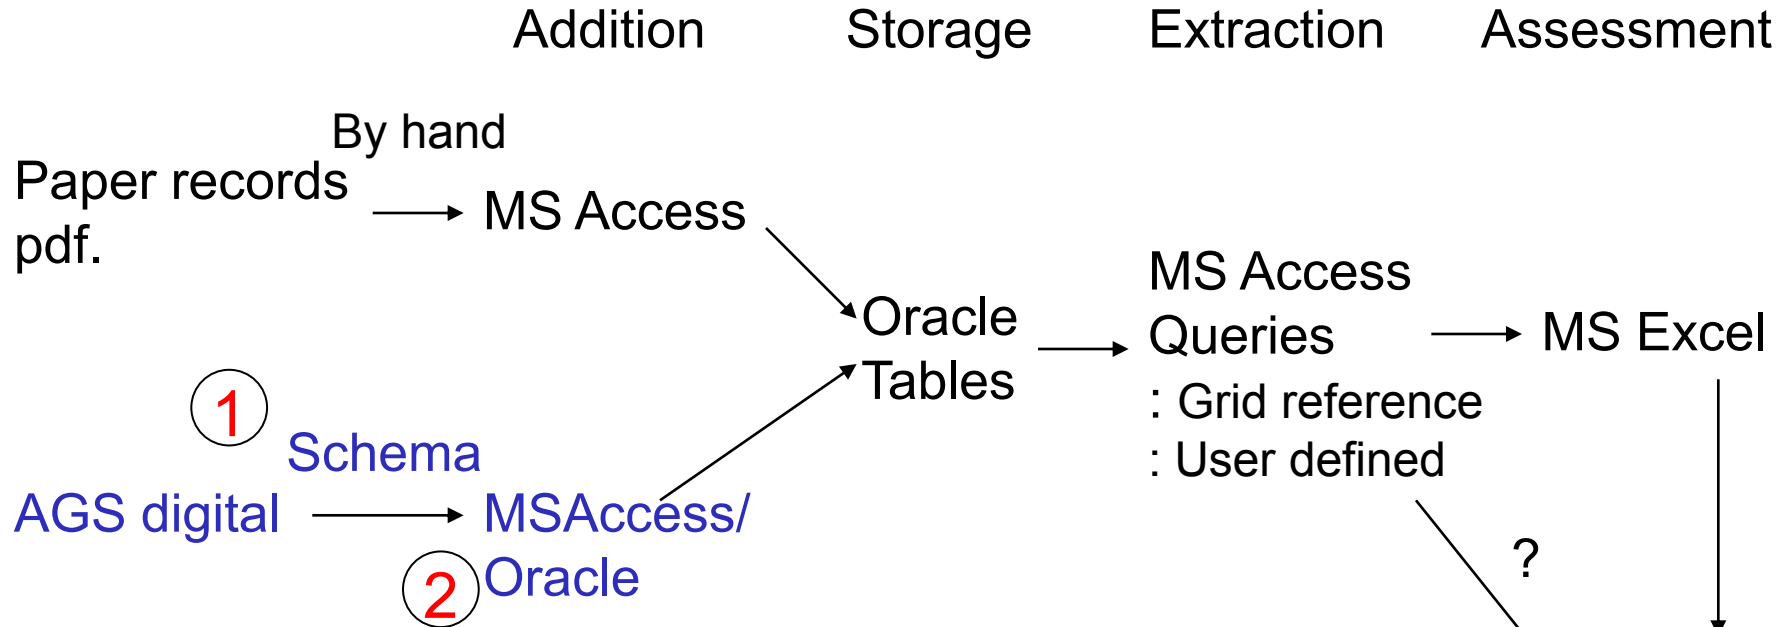 Addition Storage Extraction Assessment
By hand
Paper records
pdf.
MS Access
Oracle
Tables
MS Access
Queries
: Grid reference
: User defined
MS Excel
1
Schema
AGS digital
MSAccess/
Oracle
2
?